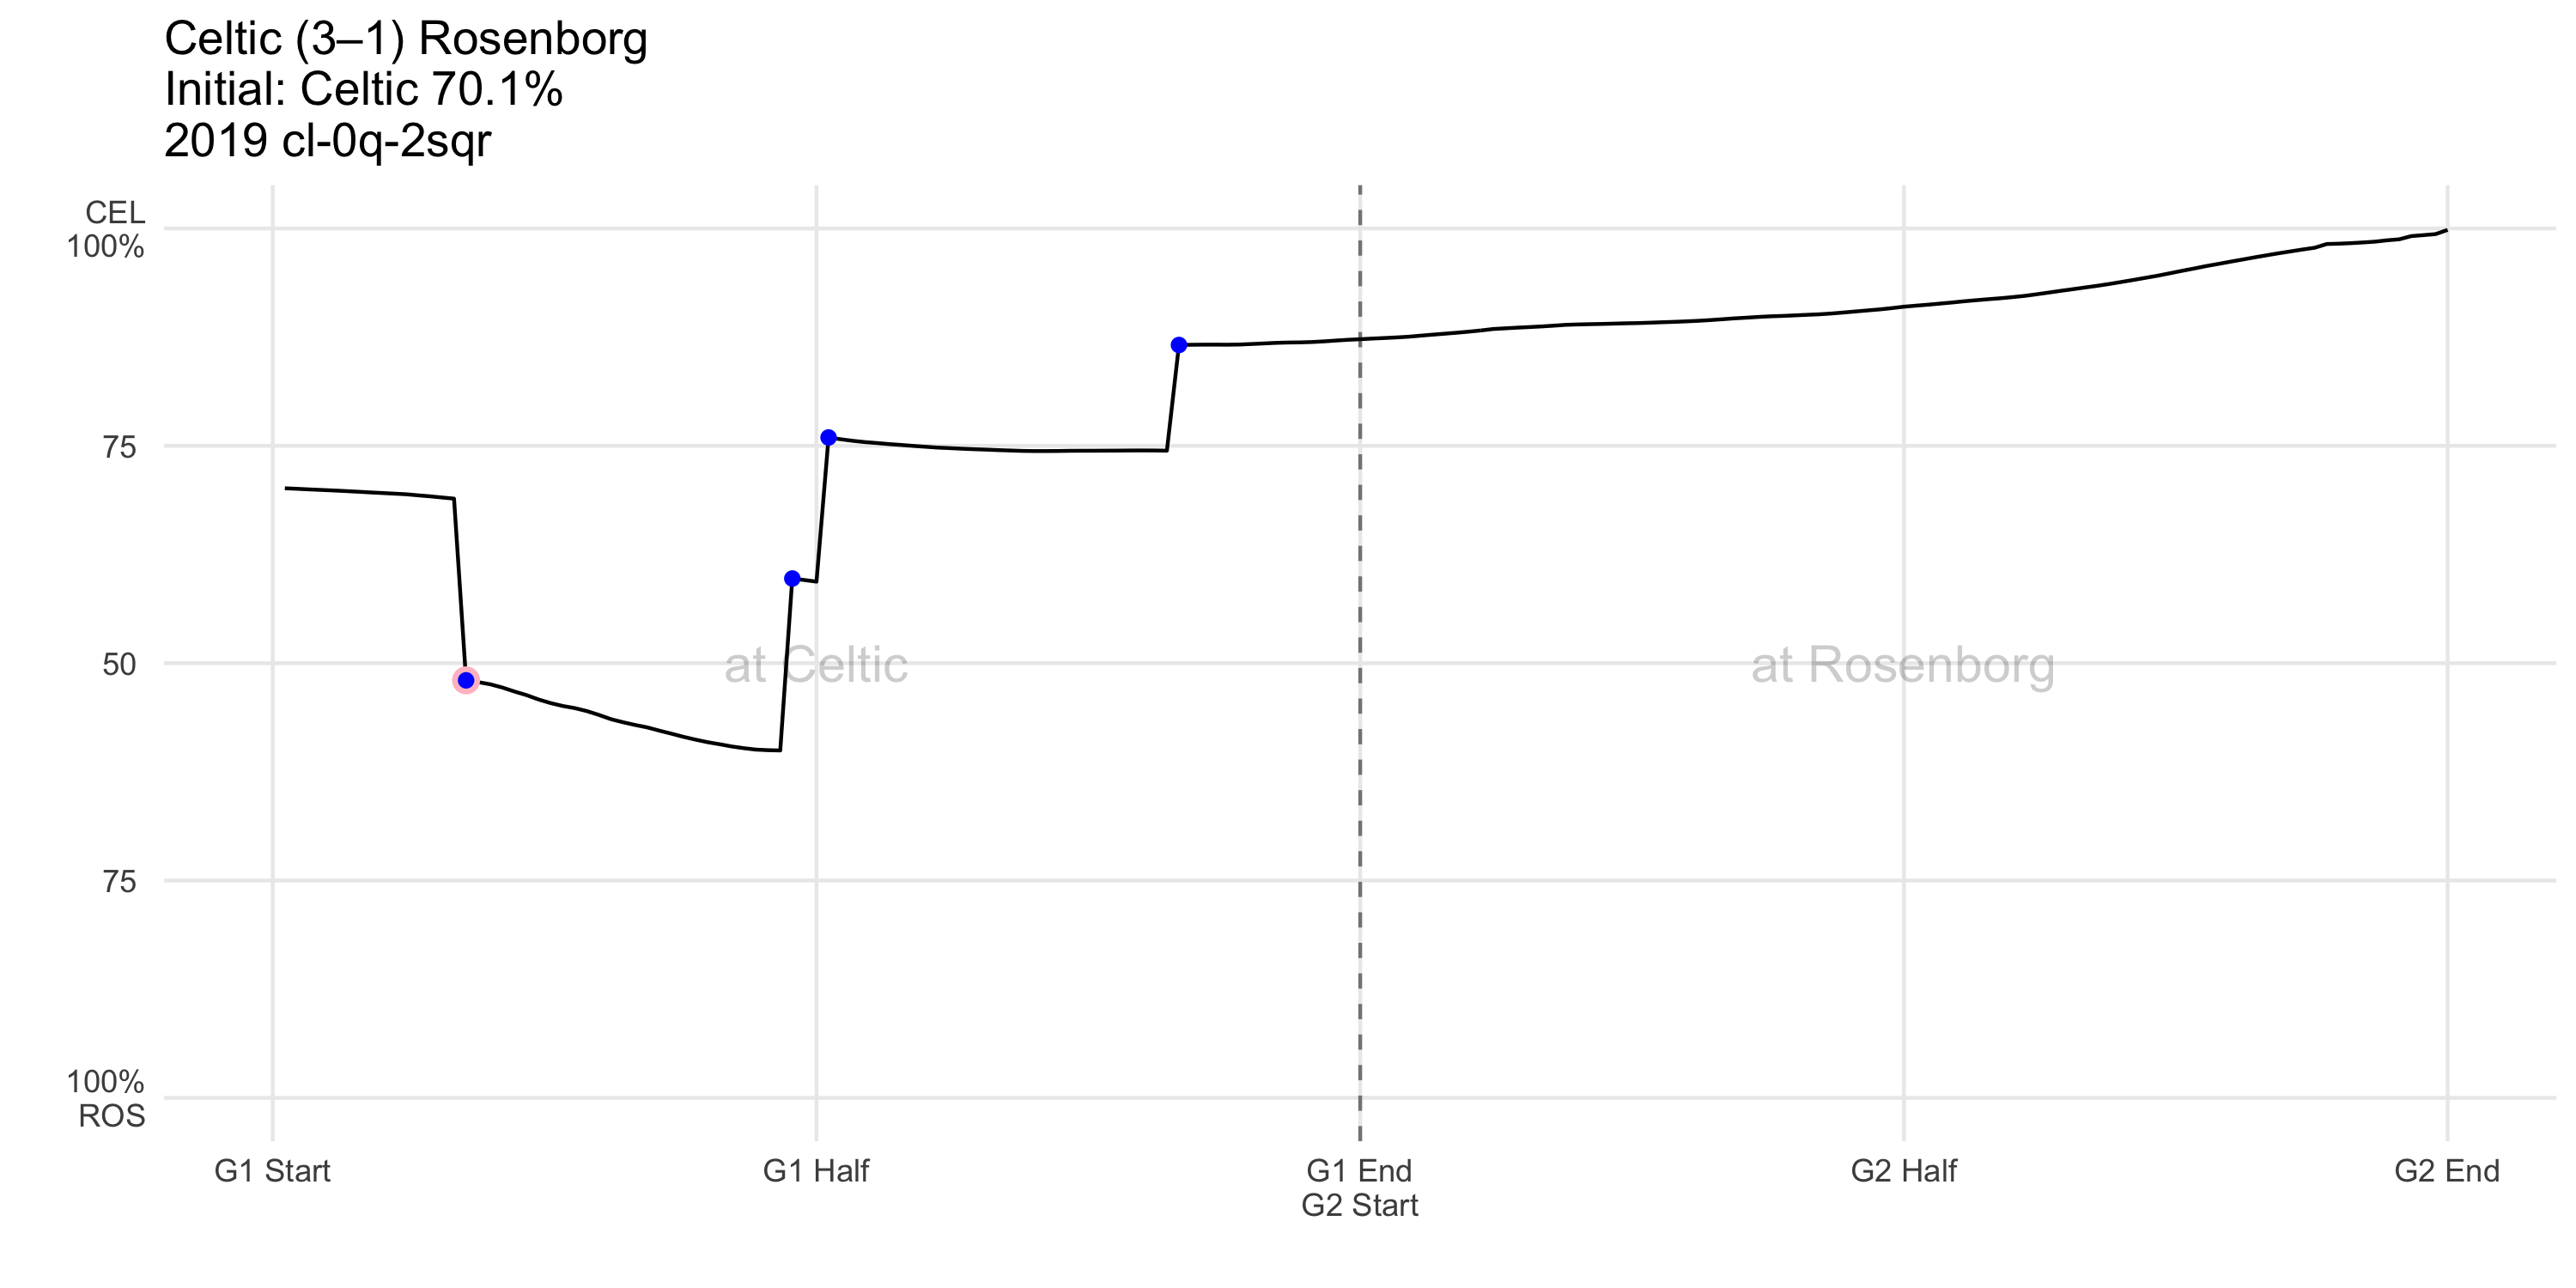 Celtic (3–1) Rosenborg
Initial: Celtic 70.1%
2019 cl-0q-2sqr
CEL
100%
75
50
at Celtic
at Rosenborg
75
100%
ROS
G1 Start
G1 Half
G1 End
G2 Start
G2 Half
G2 End